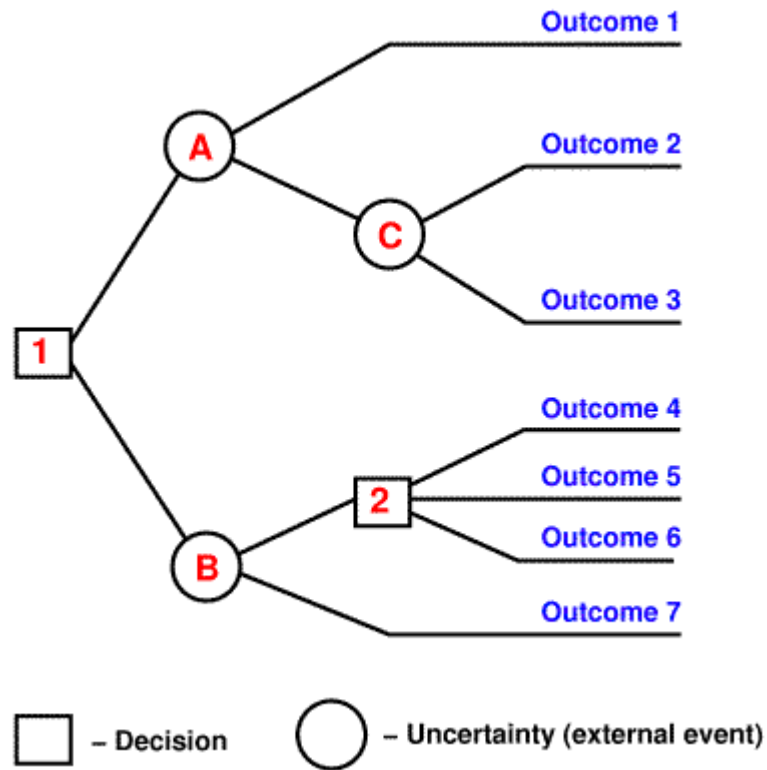 Outcome 1
A
Outcome 2
C
Outcome 3
1
Outcome 4
Outcome 5
2
Outcome 6
B
Outcome 7
– Decision
– Uncertainty (external event)